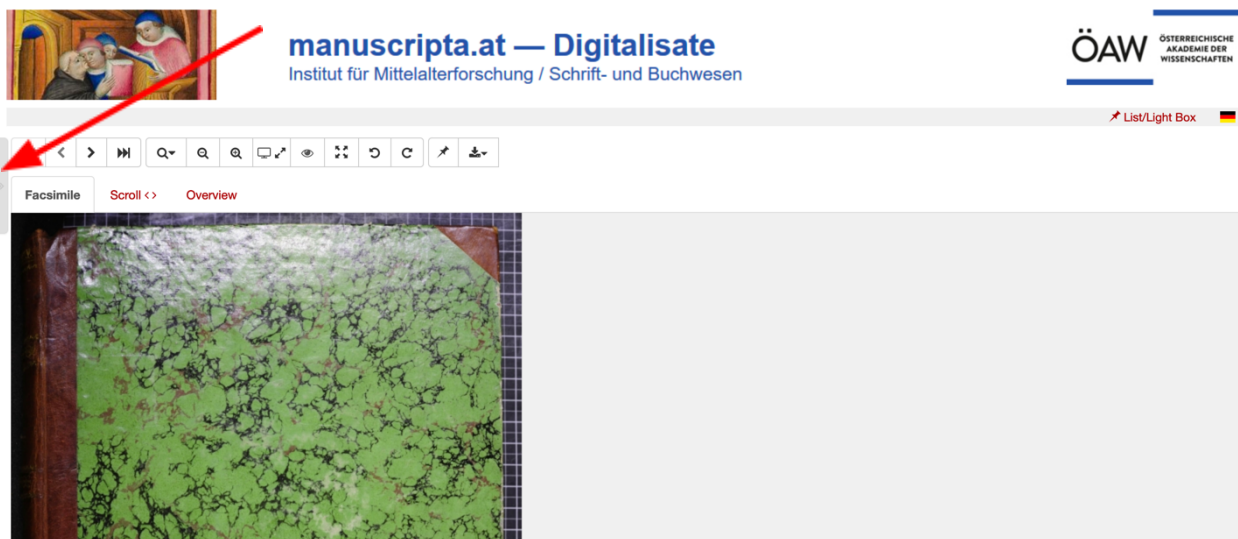 manuscripta.at — Digitalisate
Institut für Mittelalterforschung / Schrift- und Buchwesen
ÖAW
ÖSTERREICHISCHE
AKADEMIE DER
WISSENSCHAFTEN
List/Light Box
Facsimile
Scroll <>
Overview